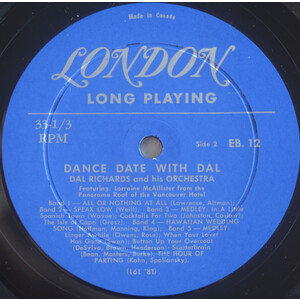 Made in Canada
LONDON
LONG PLAYING
33-1/3
RPM
Side 2 EB. 12
DANCE DATE WITH DAL
DAL RICHARDS and his ORCHESTRA
Featuring: Lorraine McAllister from the
Panorama Roof of the Vancouver Hotel
Band 1 — ALL OR NOTHING AT ALL (Lawrence, Altman);
Band 2 — SPEAK LOW (Weill); Band 3 — MEDLEY: In A Little
Spanish Town (Wayne); Cocktails For Two (Johnston, Coslow);
The Isle of Capri (Grosz); Band 4 — HAWAIIAN WEDDING
SONG (Hoffman, Manning, King); Band 5 — MEDLEY:
Linger Awhile (Owens, Rose); When Your Lover
Has Gone (Swan); Button Up Your Overcoat
(DeSylva, Brown, Henderson); Scatterbrain
(Bean, Masters, Burke); THE HOUR OF
PARTING (Kahn, Spoliansky).
(LR. 191)